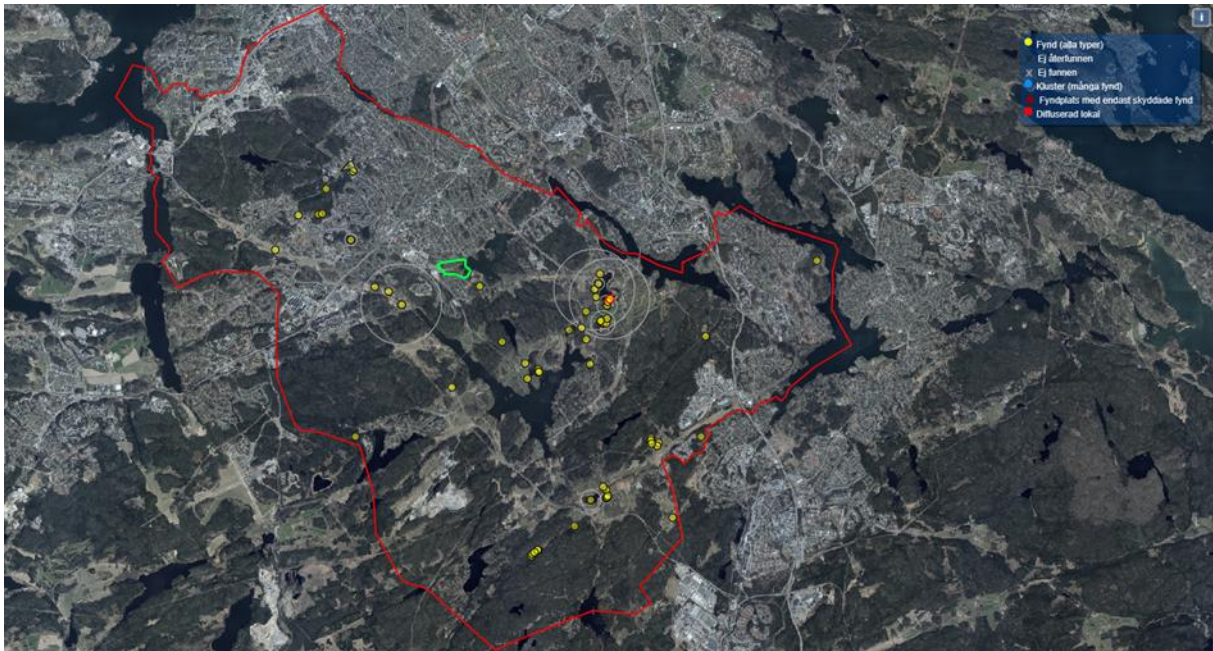 i
Fynd (alla typer)
Ej återfunnen
Ej funnen
Kluster (många fynd)
Fyndplats med endast skyddade fynd
Diffuserad lokal